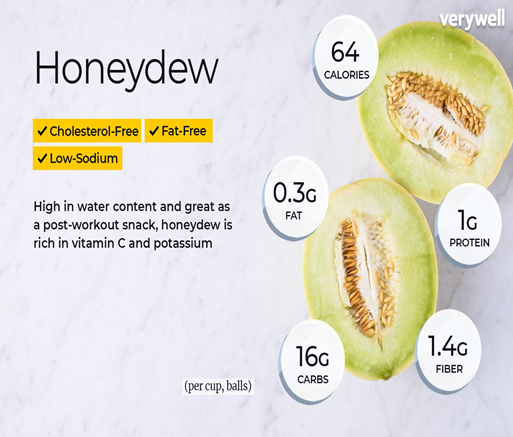 verywell
Honeydew
✓ Cholesterol-Free ✓ Fat-Free
✓ Low-Sodium
High in water content and great as
a post-workout snack, honeydew is
rich in vitamin C and potassium
64
CALORIES
0.3G
FAT
1G
PROTEIN
16G
CARBS
1.4G
FIBER
(per cup, balls)